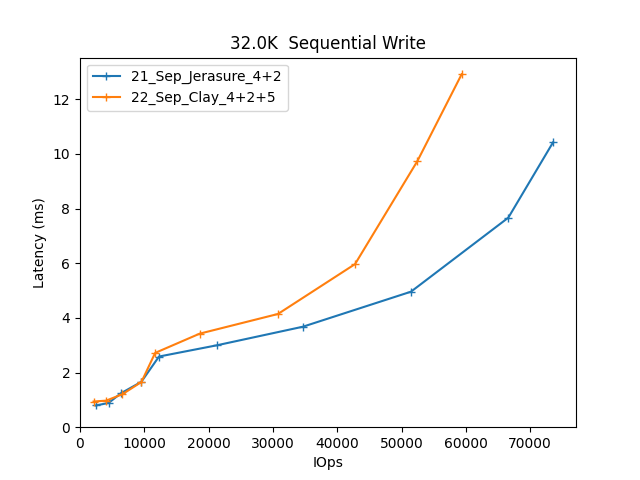 32.0K  Sequential Write
21_Sep_Jerasure_4+2
22_Sep_Clay_4+2+5
Latency (ms)
12
10
8
6
4
2
0
0 10000 20000 30000 40000 50000 60000 70000
IOps